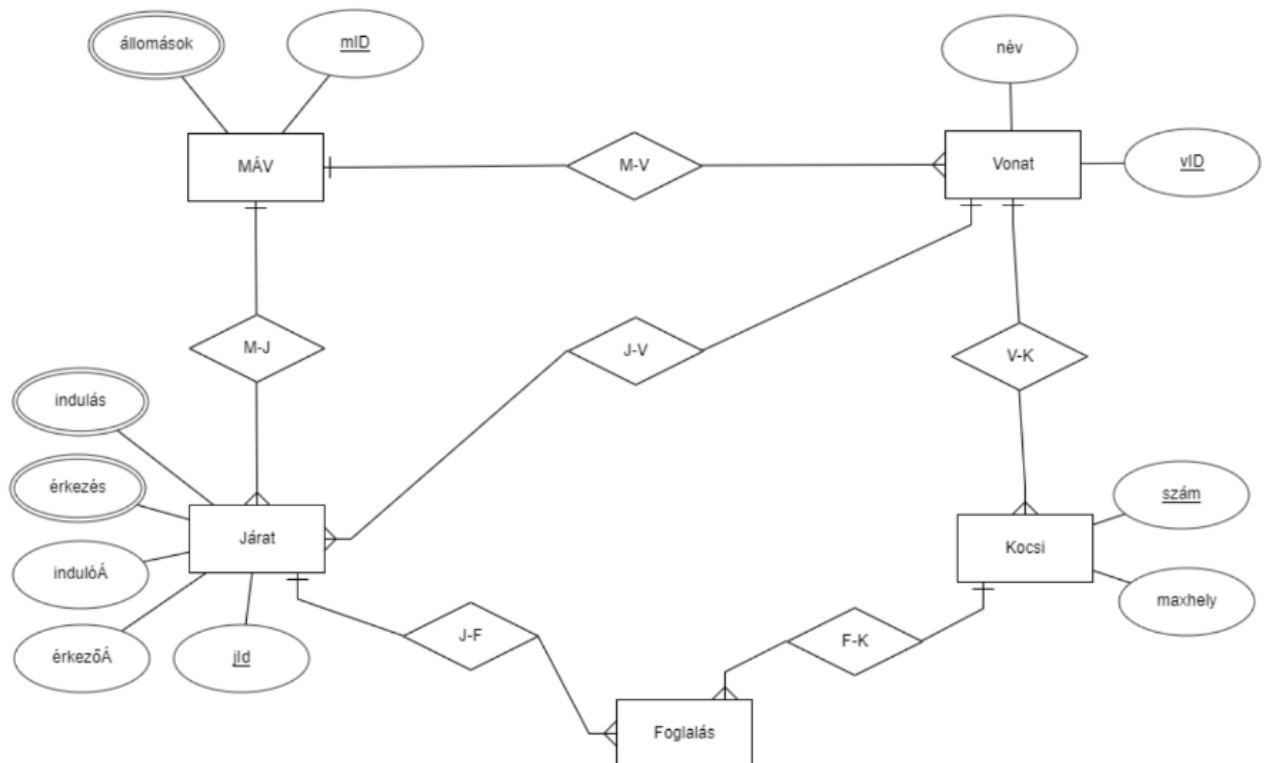 állomások
mID
név
MÁV
M-V
Vonat
vID
M-J
J-V
V-K
indulás
érkezés
indulóÁ
érkezőÁ
jId
Járat
szám
Kocsi
maxhely
J-F
F-K
Foglalás